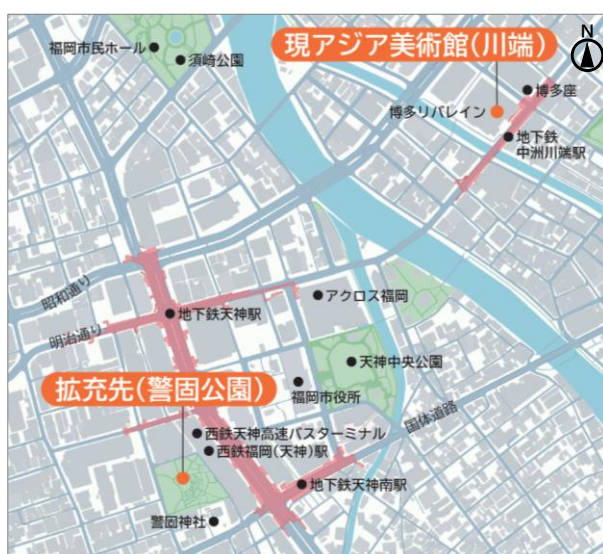 N
福岡市民ホール
須崎公園
現アジア美術館(川端)
博多座
博多リバレイン
地下鉄
中洲川端駅
昭和通り
アクロス福岡
地下鉄天神駅
明治通り
天神中央公園
拡充先(警固公園)
福岡市役所
国体道路
西鉄天神高速バスターミナル
西鉄福岡(天神)駅
地下鉄天神南駅
警固神社